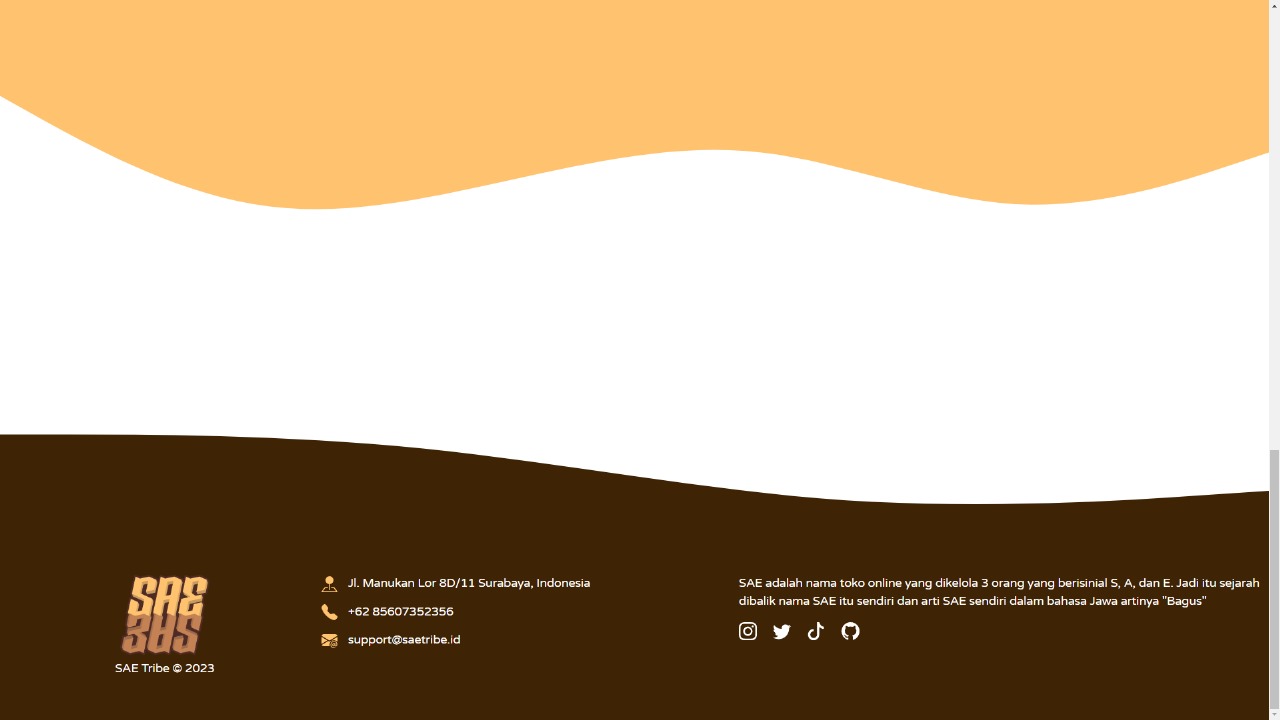 SAE
SAE Tribe © 2023
Jl. Manukan Lor 8D/11 Surabaya, Indonesia
+62 85607352356
support@saetribe.id
SAE adalah nama toko online yang dikelola 3 orang yang berisinial S, A, dan E. Jadi itu sejarah
dibalik nama SAE itu sendiri dan arti SAE sendiri dalam bahasa Jawa artinya "Bagus"